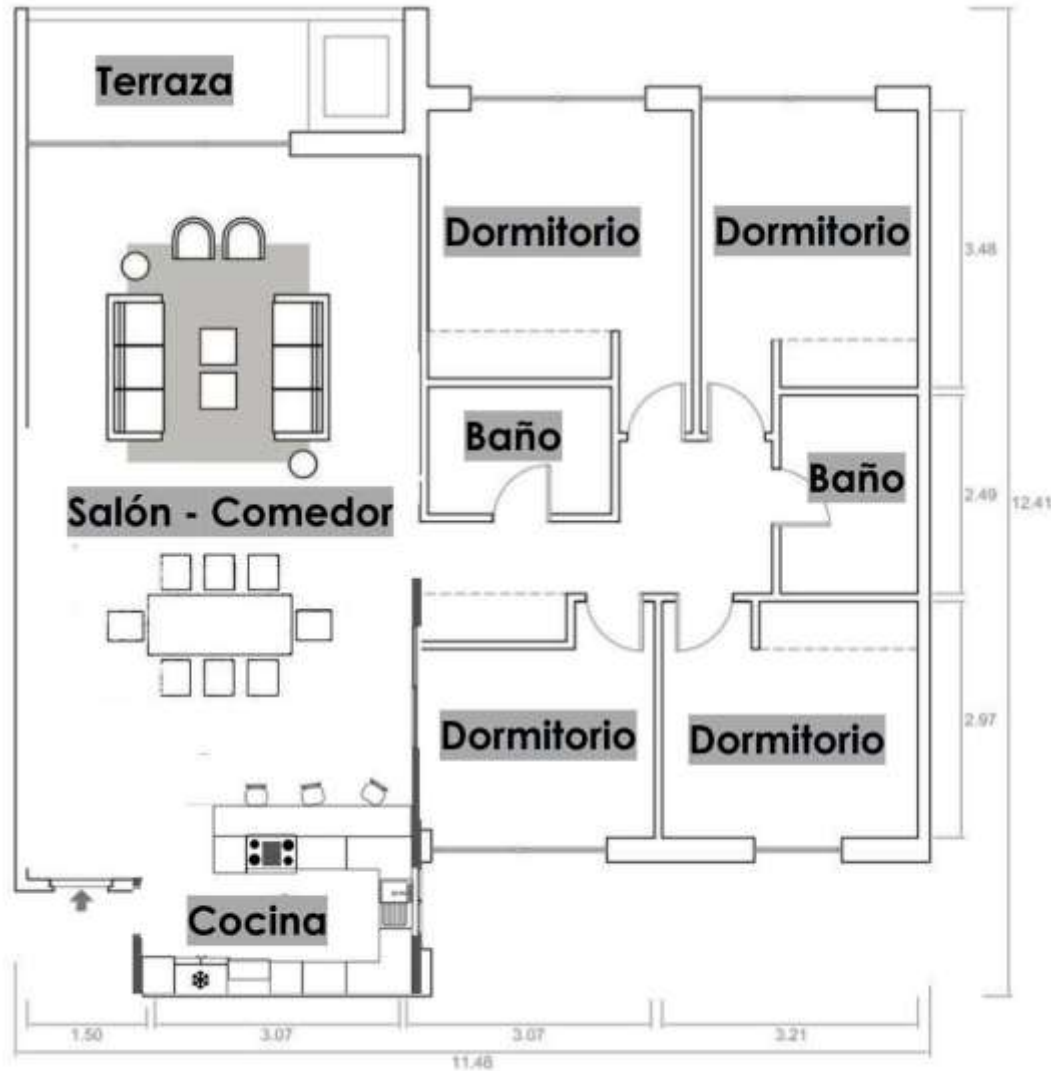 Terraza
Dormitorio
Dormitorio
3.48
Baño
Baño
Salón - Comedor
2.49
12.41
Dormitorio
Dormitorio
2.97
Cocina
1.50
3.07
3.07
3.21
11.48